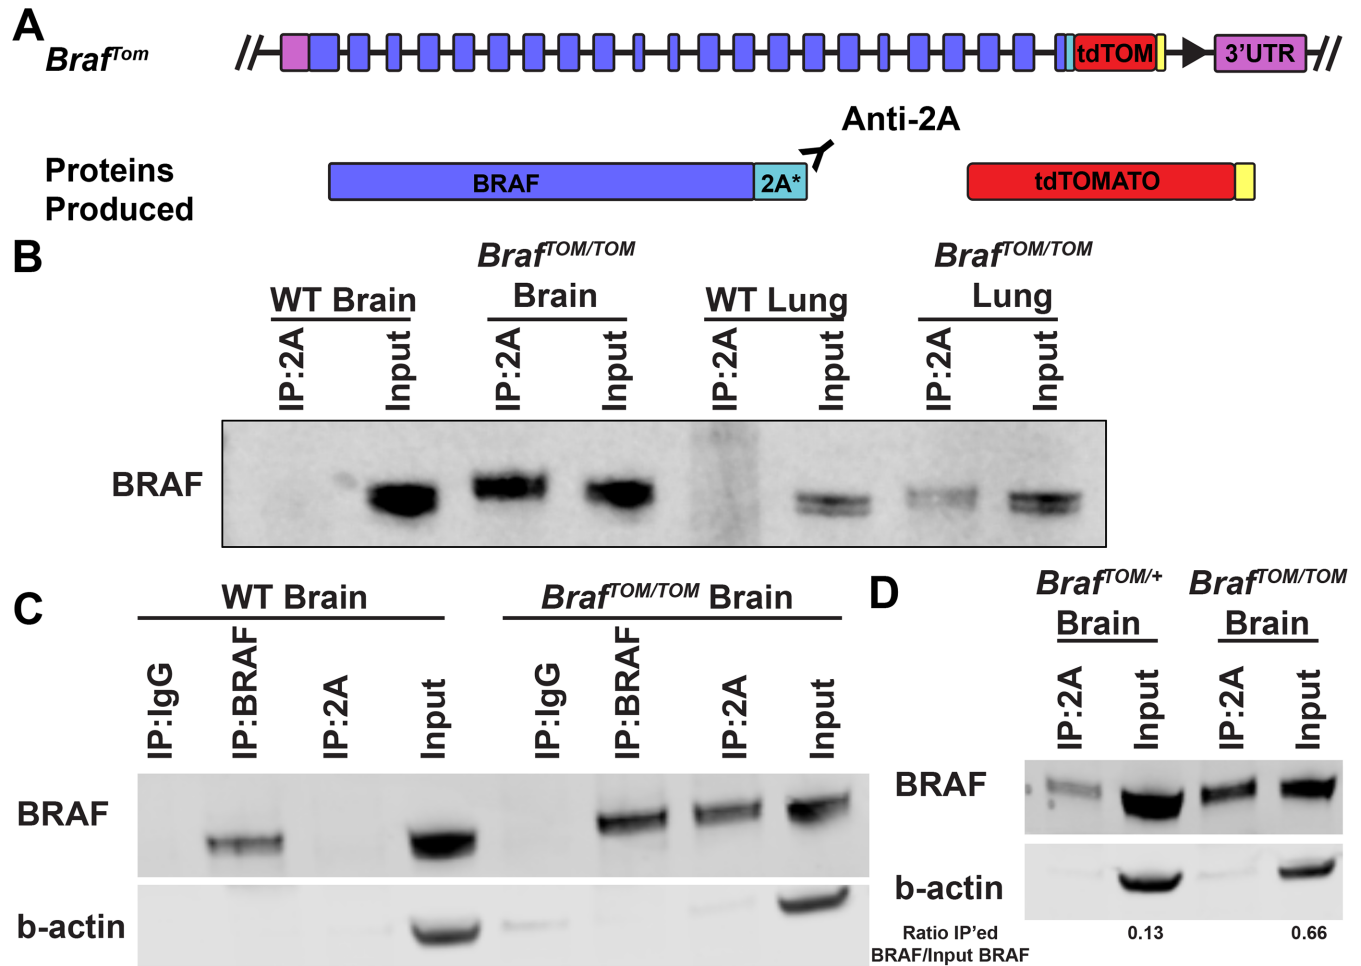 A
Braf^Tom
tdTOM
3'UTR
Anti-2A
Proteins
Produced
BRAF
2A*
tdTOMATO
B
WT Brain
Braf^TOM/TOM
Brain
WT Lung
Braf^TOM/TOM
Lung
IP:2A
Input
IP:2A
Input
IP:2A
Input
IP:2A
Input
BRAF
C
WT Brain
Braf^TOM/TOM Brain
IP:IgG
IP:BRAF
IP:2A
Input
IP:IgG
IP:BRAF
IP:2A
Input
BRAF
b-actin
D
Braf^TOM/+
Brain
Braf^TOM/TOM
Brain
IP:2A
Input
IP:2A
Input
BRAF
b-actin
Ratio IP'ed
BRAF/Input BRAF
0.13
0.66